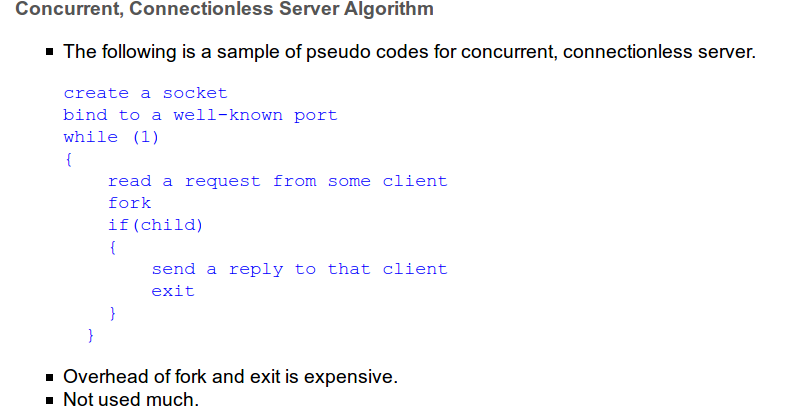 Concurrent, Connectionless Server Algorithm
▪ The following is a sample of pseudo codes for concurrent, connectionless server.
create a socket
bind to a well-known port
while (1)
{
    read a request from some client
    fork
    if(child)
    {
        send a reply to that client
        exit
    }
  }
▪ Overhead of fork and exit is expensive.
▪ Not used much.